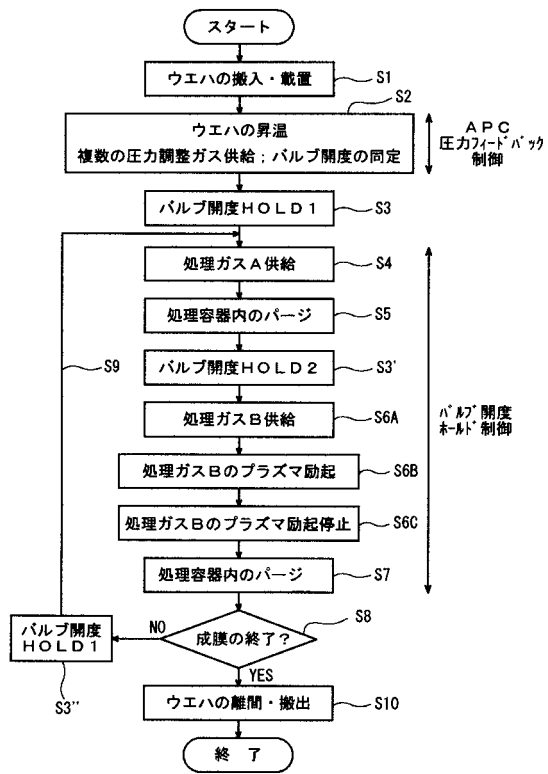 スタート
ウエハの搬入・載置
S1
S2
ウエハの昇温
複数の圧力調整ガス供給；バルブ開度の同定
ＡＰＣ
圧力フィードバック
制御
バルブ開度ＨＯＬＤ１
S3
処理ガスＡ供給
S4
処理容器内のパージ
S5
S9
バルブ開度ＨＯＬＤ２
S3'
処理ガスＢ供給
S6A
バルブ開度
ホールド制御
処理ガスＢのプラズマ励起
S6B
処理ガスＢのプラズマ励起停止
S6C
処理容器内のパージ
S7
成膜の終了？
S8
NO
バルブ開度
ＨＯＬＤ１
S3''
YES
ウエハの離間・搬出
S10
終　了